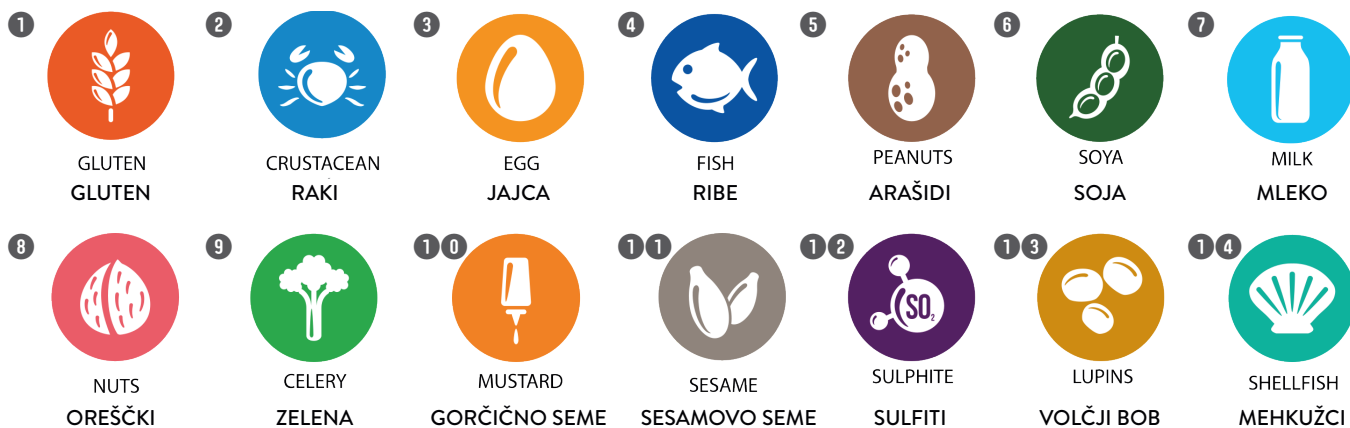 1 2 3 4 5 6 7
GLUTEN CRUSTACEAN EGG FISH PEANUTS SOYA MILK
GLUTEN RAKI JAJCA RIBE ARAŠIDI SOJA MLEKO
8 9 10 11 12 13 14
SO₂
NUTS CELERY MUSTARD SESAME SULPHITE LUPINS SHELLFISH
OREŠČKI ZELENA GORČIČNO SEME SESAMOVO SEME SULFITI VOLČJI BOB MEHKUŽCI